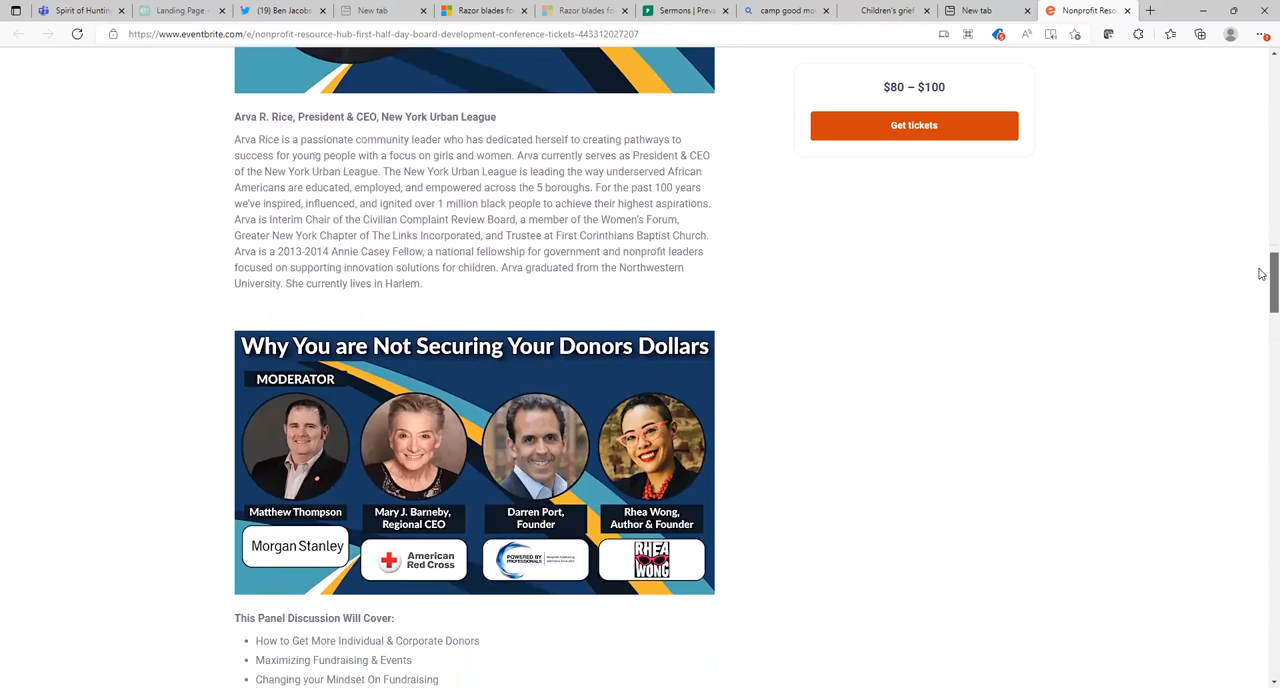 Spirit of Huntin
Landing Page -
(19) Ben Jacobs
New tab
Razor blades fo
Razor blades fo
Sermons | Preva
camp good mo
Children's grief
New tab
Nonprofit Reso
https://www.eventbrite.com/e/nonprofit-resource-hub-first-half-day-board-development-conference-tickets-443312027207
$80 – $100
Get tickets
Arva R. Rice, President & CEO, New York Urban League
Arva Rice is a passionate community leader who has dedicated herself to creating pathways to
success for young people with a focus on girls and women. Arva currently serves as President & CEO
of the New York Urban League. The New York Urban League is leading the way underserved African
Americans are educated, employed, and empowered across the 5 boroughs. For the past 100 years
we've inspired, influenced, and ignited over 1 million black people to achieve their highest aspirations.
Arva is Interim Chair of the Civilian Complaint Review Board, a member of the Women's Forum,
Greater New York Chapter of The Links Incorporated, and Trustee at First Corinthians Baptist Church.
Arva is a 2013-2014 Annie Casey Fellow, a national fellowship for government and nonprofit leaders
focused on supporting innovation solutions for children. Arva graduated from the Northwestern
University. She currently lives in Harlem.
Why You are Not Securing Your Donors Dollars
MODERATOR
Matthew Thompson
Morgan Stanley
Mary J. Barneby,
Regional CEO
American
Red Cross
Darren Port,
Founder
POWERED BY
PROFESSIONALS
Rhea Wong,
Author & Founder
RHEA
WONG
This Panel Discussion Will Cover:
• How to Get More Individual & Corporate Donors
• Maximizing Fundraising & Events
• Changing your Mindset On Fundraising